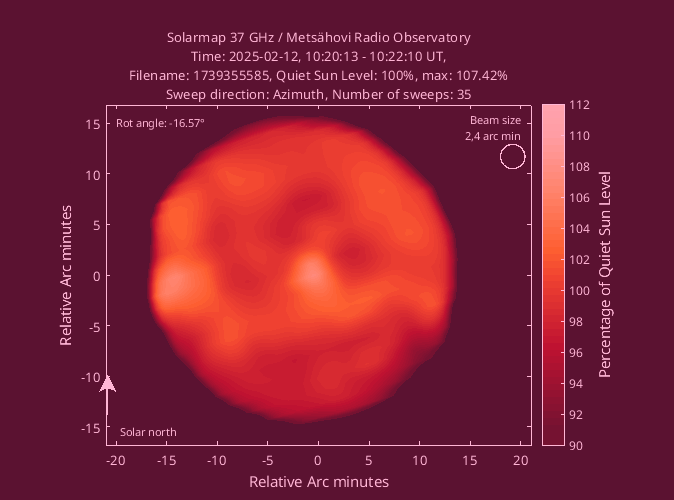 Solarmap 37 GHz / Metsähovi Radio Observatory
Time: 2025-02-12, 10:20:13 - 10:22:10 UT,
Filename: 1739355585, Quiet Sun Level: 100%, max: 107.42%
Sweep direction: Azimuth, Number of sweeps: 35
Rot angle: -16.57°
Beam size
2,4 arc min
Solar north
15
10
5
0
-5
-10
-15
Relative Arc minutes
-20
-15
-10
-5
0
5
10
15
20
Relative Arc minutes
112
110
108
106
104
102
100
98
96
94
92
90
Percentage of Quiet Sun Level